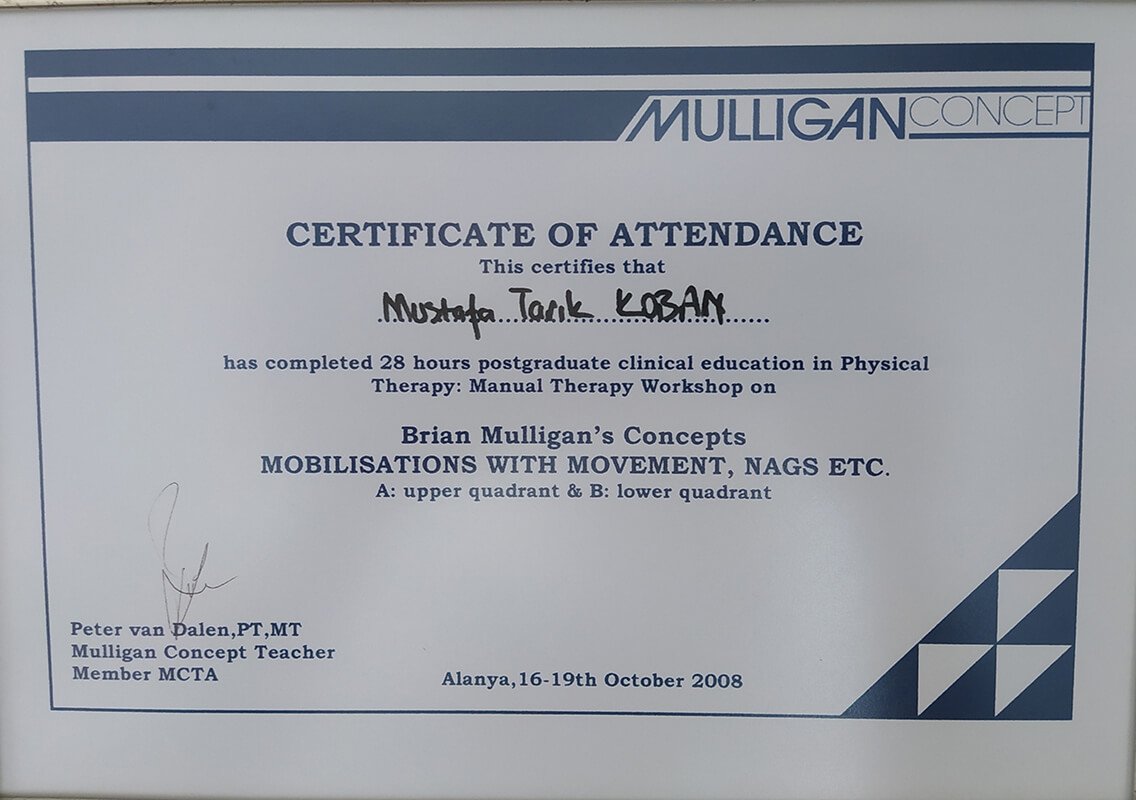 MULLIGAN CONCEPT
CERTIFICATE OF ATTENDANCE
This certifies that
Mustafa Tarik KOBAN
has completed 28 hours postgraduate clinical education in Physical
Therapy: Manual Therapy Workshop on
Brian Mulligan's Concepts
MOBILISATIONS WITH MOVEMENT, NAGS ETC.
A: upper quadrant & B: lower quadrant
Peter van Dalen,PT,MT
Mulligan Concept Teacher
Member MCTA
Alanya,16-19th October 2008